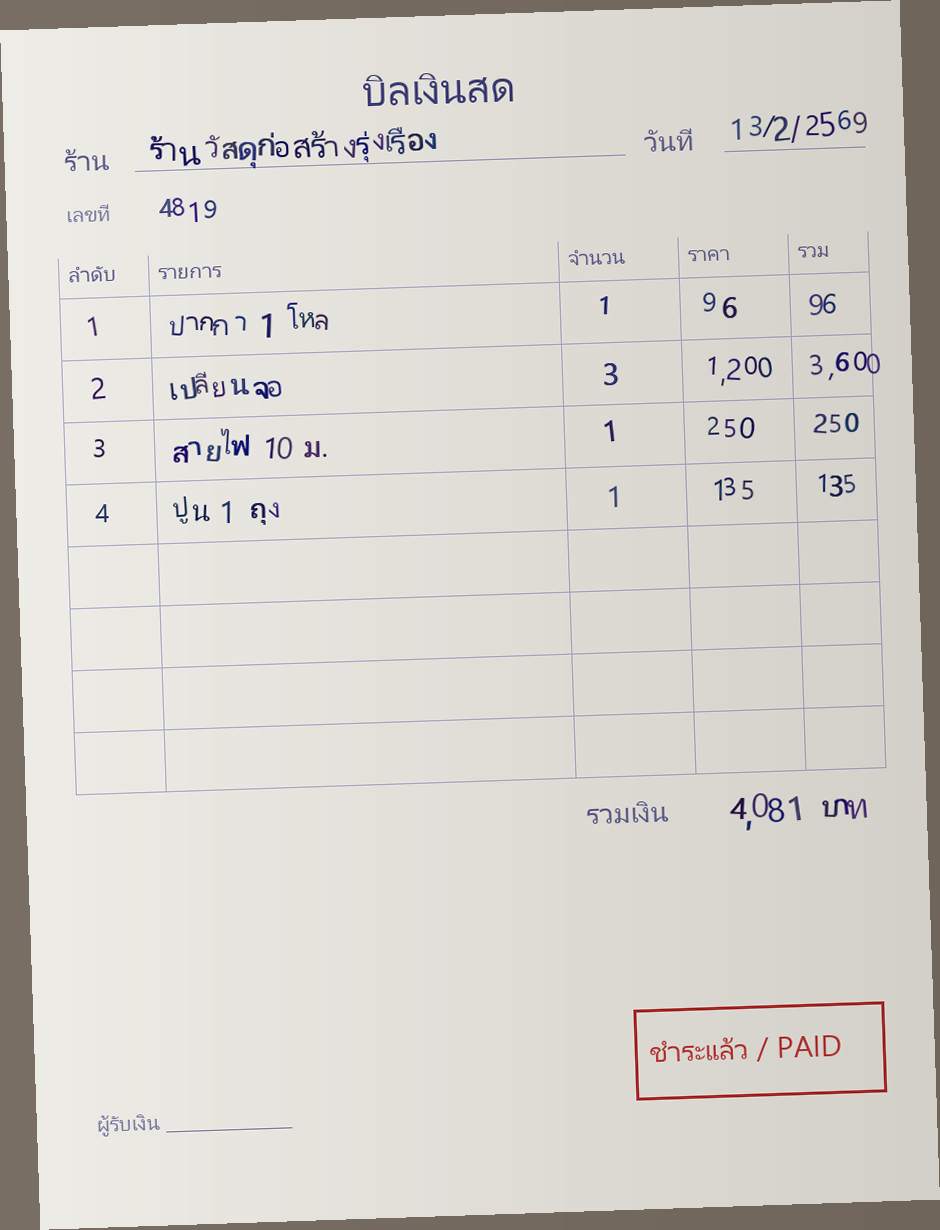 บิลเงินสด
ร้าน ร้านวัสดุก่อสร้างรุ่งเรือง วันที่ 13/2/2569
เลขที่ 4819
ลำดับ รายการ จำนวน ราคา รวม
1 ปากกา 1 โหล 1 96 96
2 เปลี่ยนจอ 3 1,200 3,600
3 สายไฟ 10 ม. 1 250 250
4 ปูน 1 ถุง 1 135 135
รวมเงิน 4,081 บาท
ชำระแล้ว / PAID
ผู้รับเงิน